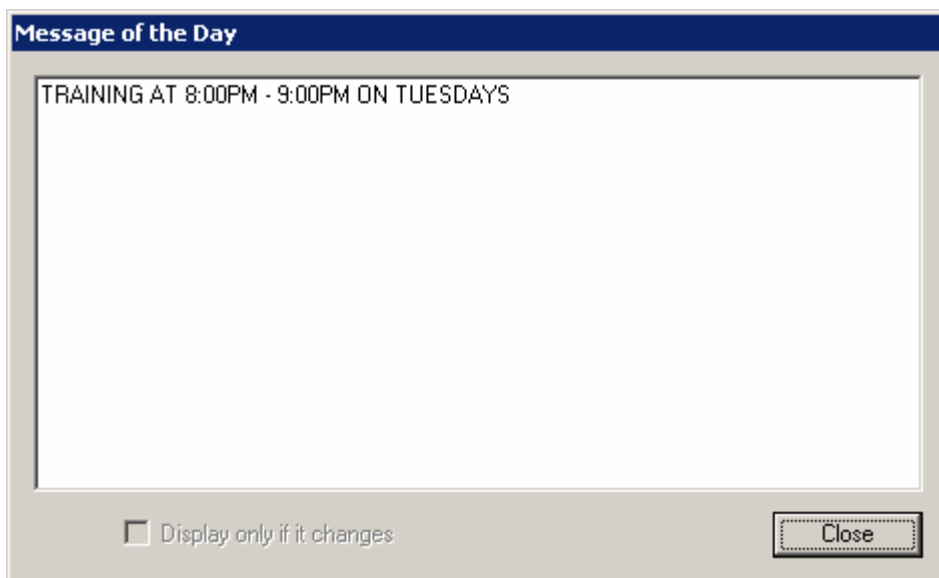 Message of the Day
TRAINING AT 8:00PM - 9:00PM ON TUESDAYS
Display only if it changes
Close